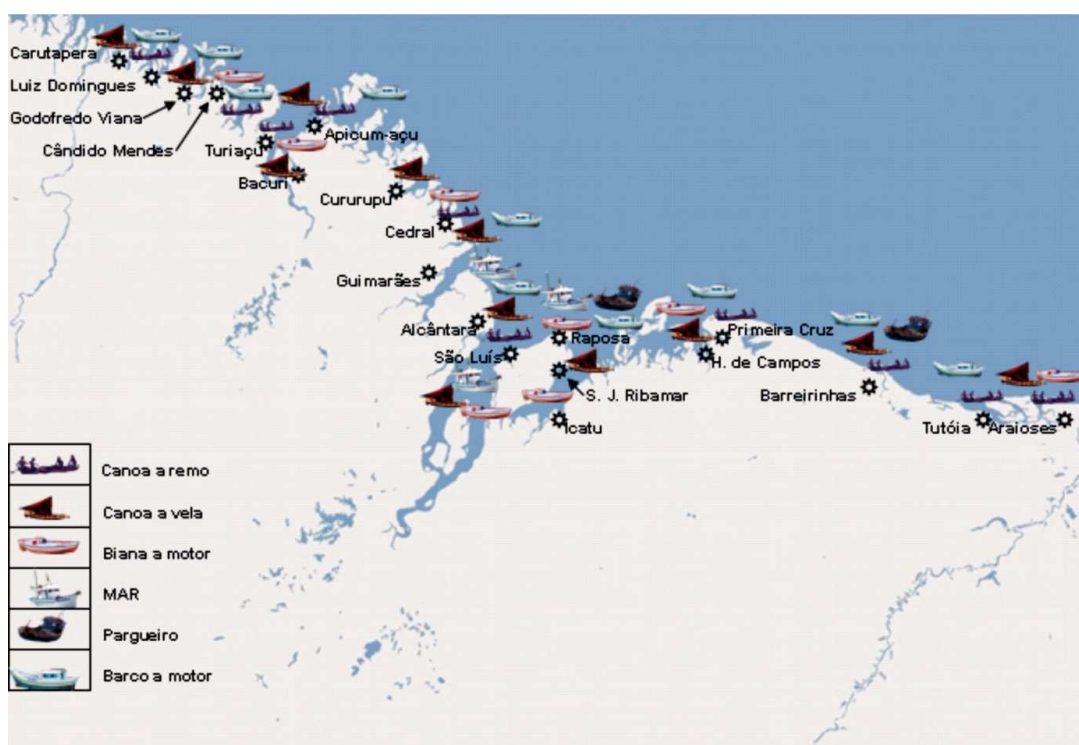 Carutapera
Luiz Domingues
Godofredo Viana
Cândido Mendes
Turiaçu
Apicum-açu
Bacuri
Cururupu
Cedral
Guimarães
Alcântara
São Luís
Raposa
Primeira Cruz
H. de Campos
S. J. Ribamar
Barreirinhas
Icatu
Tutóia
Araioses
Canoa a remo
Canoa a vela
Biana a motor
MAR
Pargueiro
Barco a motor